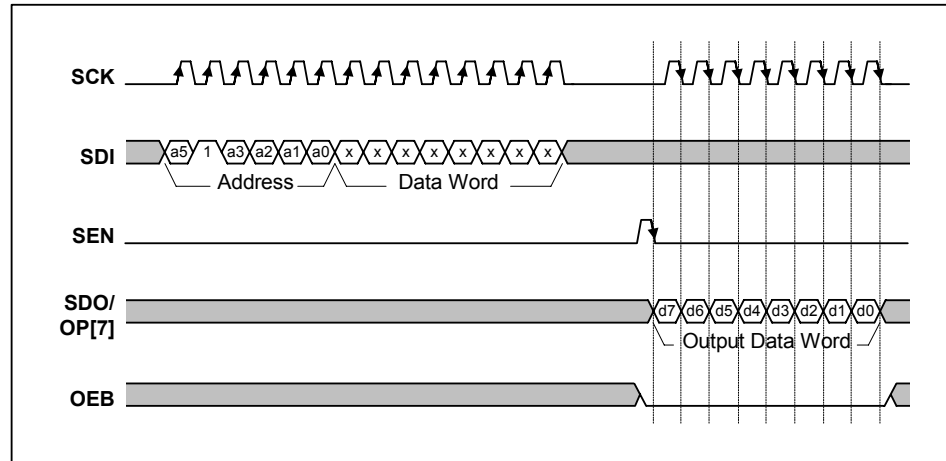 SCK
SDI
a5 1 a3 a2 a1 a0 x x x x x x x x
Address Data Word
SEN
SDO/
OP[7]
d7 d6 d5 d4 d3 d2 d1 d0
Output Data Word
OEB